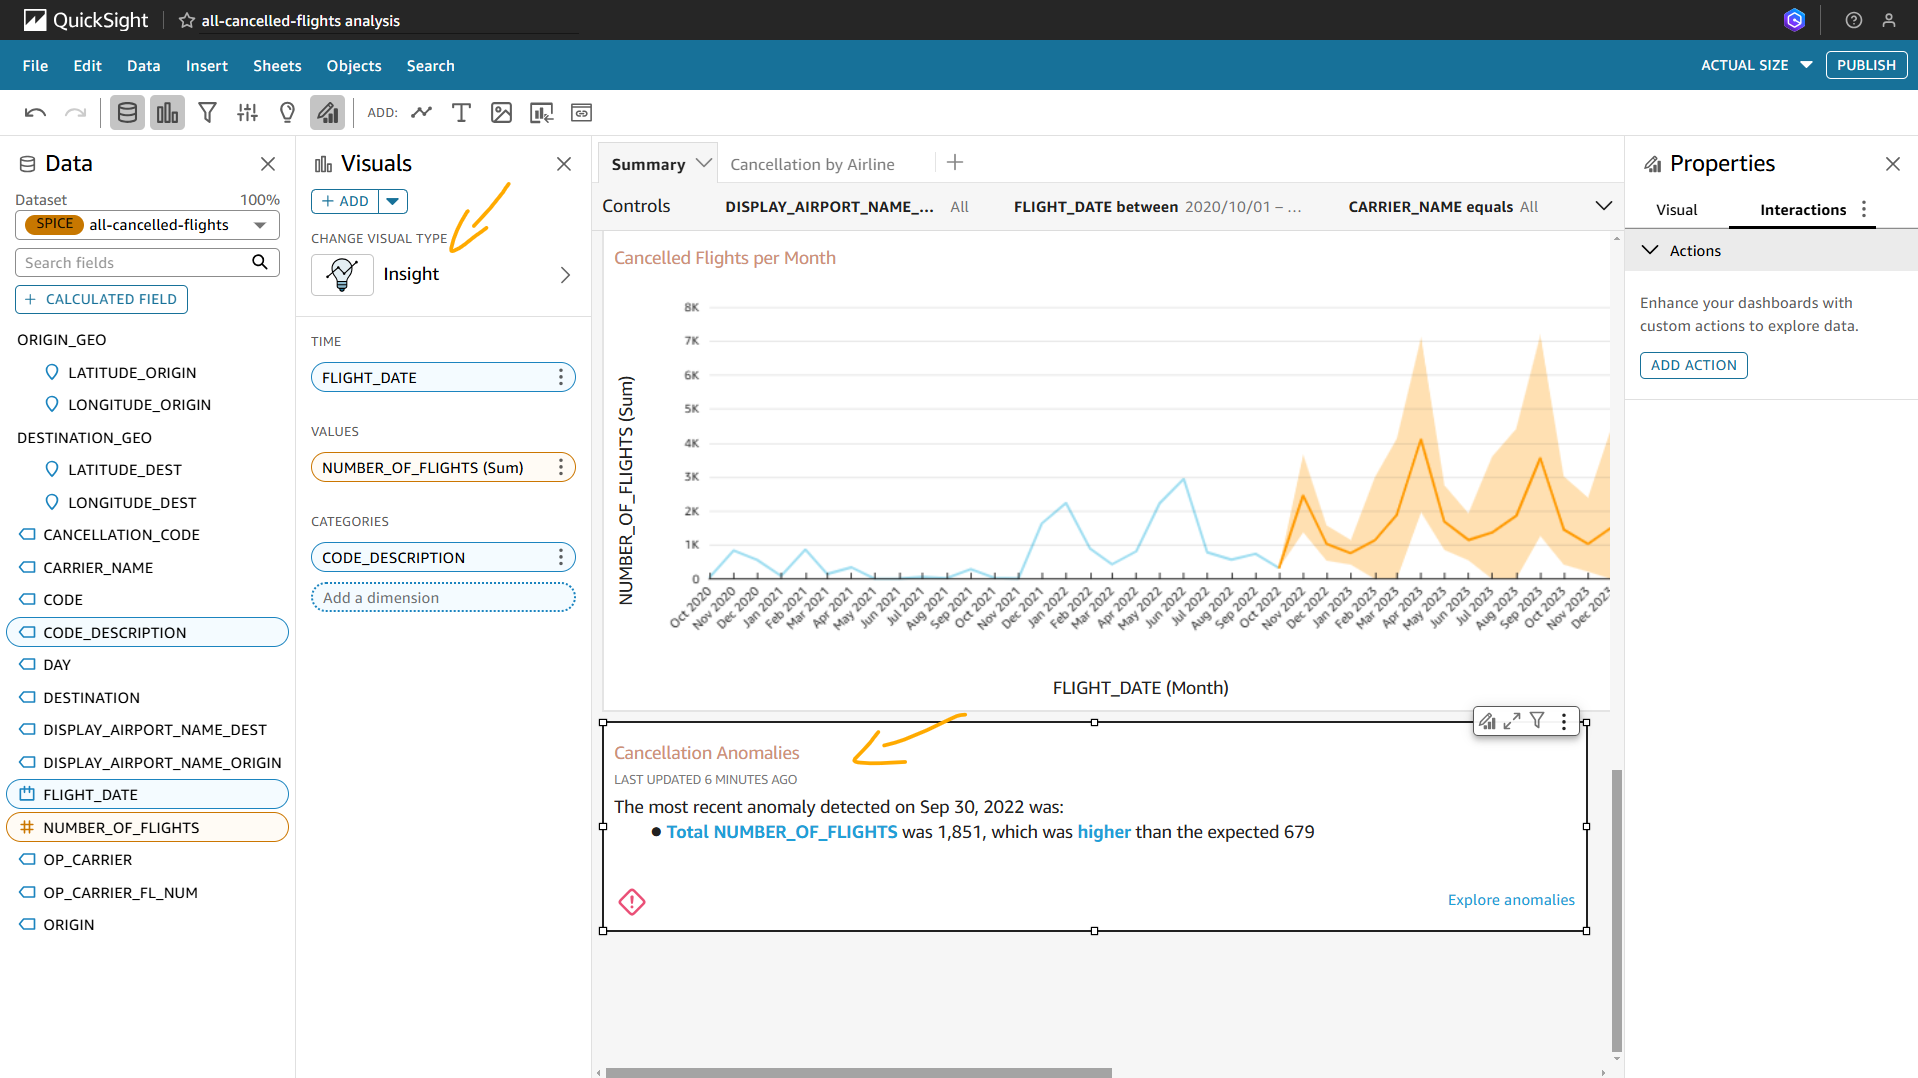 QuickSight
all-cancelled-flights analysis
File Edit Data Insert Sheets Objects Search
ACTUAL SIZE PUBLISH
ADD:
Data
Dataset 100%
SPICE all-cancelled-flights
Search fields
+ CALCULATED FIELD
ORIGIN_GEO
LATITUDE_ORIGIN
LONGITUDE_ORIGIN
DESTINATION_GEO
LATITUDE_DEST
LONGITUDE_DEST
CANCELLATION_CODE
CARRIER_NAME
CODE
CODE_DESCRIPTION
DAY
DESTINATION
DISPLAY_AIRPORT_NAME_DEST
DISPLAY_AIRPORT_NAME_ORIGIN
FLIGHT_DATE
NUMBER_OF_FLIGHTS
OP_CARRIER
OP_CARRIER_FL_NUM
ORIGIN
Visuals
+ ADD
CHANGE VISUAL TYPE
Insight
TIME
FLIGHT_DATE
VALUES
NUMBER_OF_FLIGHTS (Sum)
CATEGORIES
CODE_DESCRIPTION
Add a dimension
Summary Cancellation by Airline +
Controls DISPLAY_AIRPORT_NAME_... All FLIGHT_DATE between 2020/10/01 – ... CARRIER_NAME equals All
Cancelled Flights per Month
NUMBER_OF_FLIGHTS (Sum)
8K
7K
6K
5K
4K
3K
2K
1K
0
Oct 2020 Nov 2020 Dec 2020 Jan 2021 Feb 2021 Mar 2021 Apr 2021 May 2021 Jun 2021 Jul 2021 Aug 2021 Sep 2021 Oct 2021 Nov 2021 Dec 2021 Jan 2022 Feb 2022 Mar 2022 Apr 2022 May 2022 Jun 2022 Jul 2022 Aug 2022 Sep 2022 Oct 2022 Nov 2022 Dec 2022 Jan 2023 Feb 2023 Mar 2023 Apr 2023 May 2023 Jun 2023 Jul 2023 Aug 2023 Sep 2023 Oct 2023 Nov 2023 Dec 2023
FLIGHT_DATE (Month)
Cancellation Anomalies
LAST UPDATED 6 MINUTES AGO
The most recent anomaly detected on Sep 30, 2022 was:
● Total NUMBER_OF_FLIGHTS was 1,851, which was higher than the expected 679
Explore anomalies
Properties
Visual Interactions
Actions
Enhance your dashboards with
custom actions to explore data.
ADD ACTION